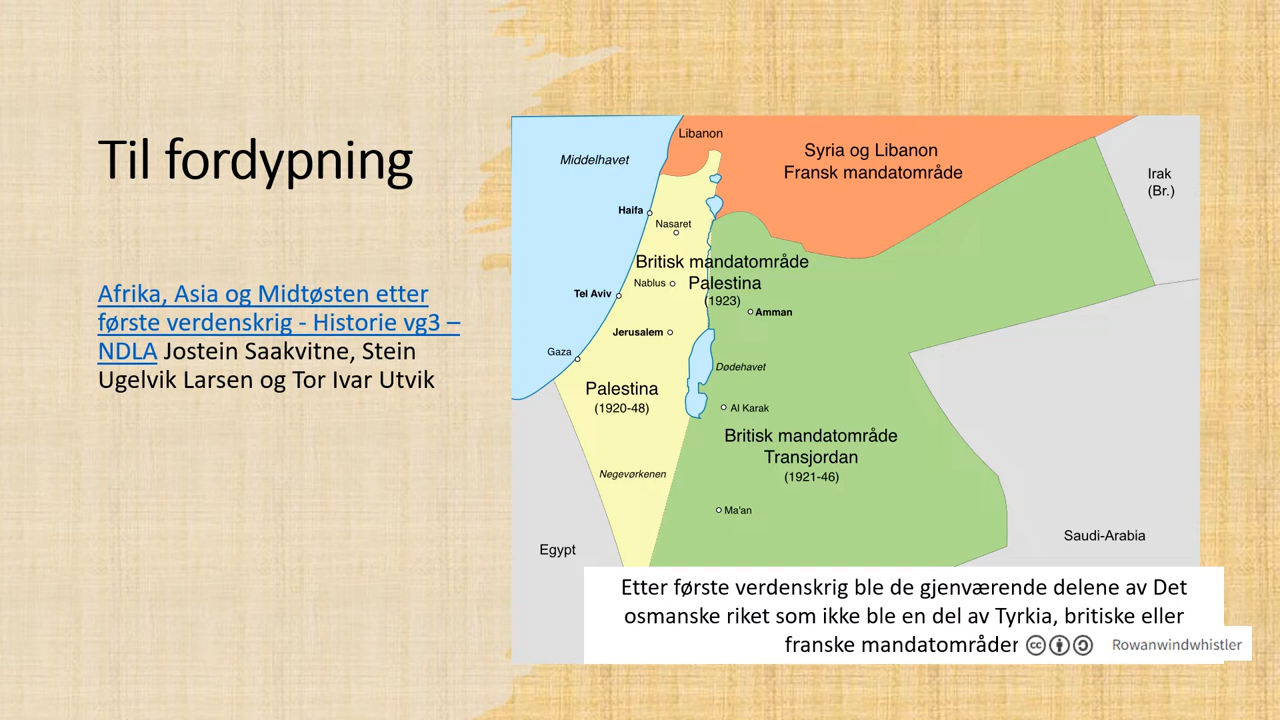 Til fordypning
Afrika, Asia og Midtøsten etter
første verdenskrig - Historie vg3 –
NDLA Jostein Saakvitne, Stein
Ugelvik Larsen og Tor Ivar Utvik
Libanon
Middelhavet
Syria og Libanon
Fransk mandatområde
Irak
(Br.)
Haifa
Nasaret
Britisk mandatområde
Palestina
(1923)
Nablus
Tel Aviv
Amman
Jerusalem
Gaza
Dødehavet
Palestina
(1920-48)
Al Karak
Britisk mandatområde
Transjordan
(1921-46)
Negevørkenen
Ma'an
Egypt
Saudi-Arabia
Etter første verdenskrig ble de gjenværende delene av Det
osmanske riket som ikke ble en del av Tyrkia, britiske eller
franske mandatområder
cc
Rowanwindwhistler